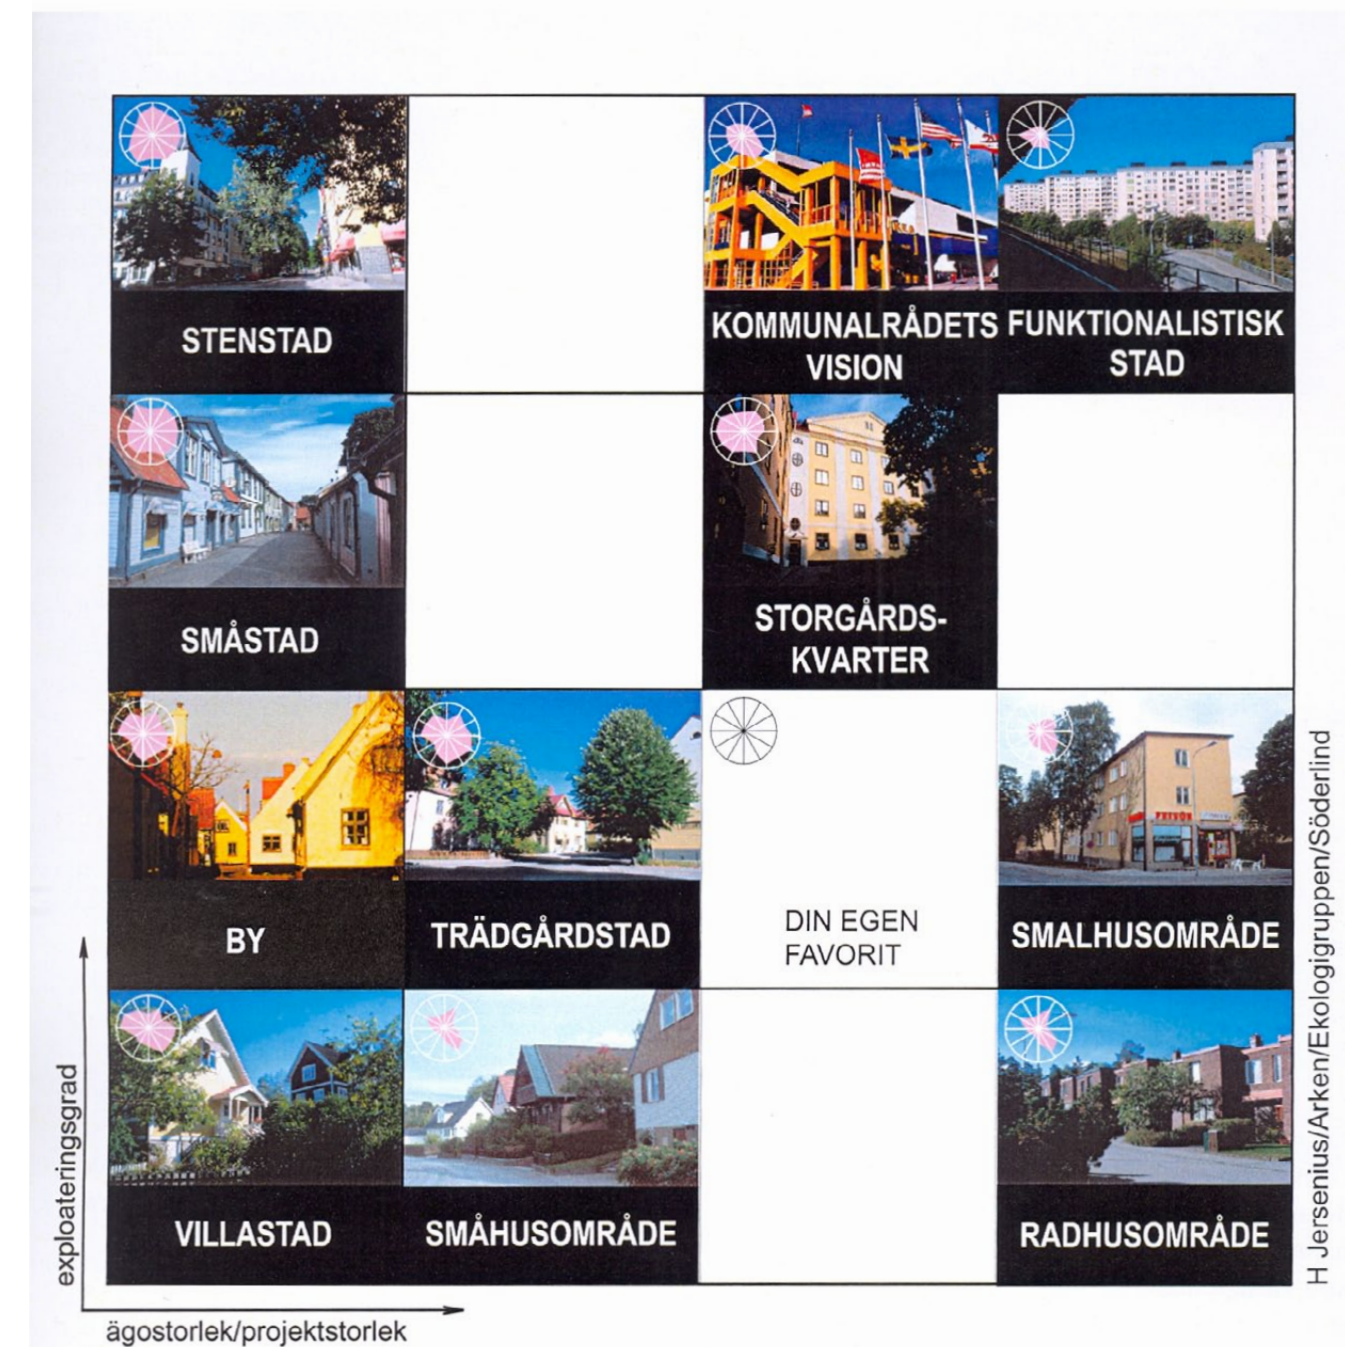 STENSTAD
KOMMUNALRÅDETS
VISION
FUNKTIONALISTISK
STAD
SMÅSTAD
STORGÅRDS-
KVARTER
BY
TRÄDGÅRDSTAD
DIN EGEN
FAVORIT
SMALHUSOMRÅDE
VILLASTAD
SMÅHUSOMRÅDE
RADHUSOMRÅDE
exploateringsgrad
ägostorlek/projektstorlek
H Jersenius/Arken/Ekologigruppen/Söderlind